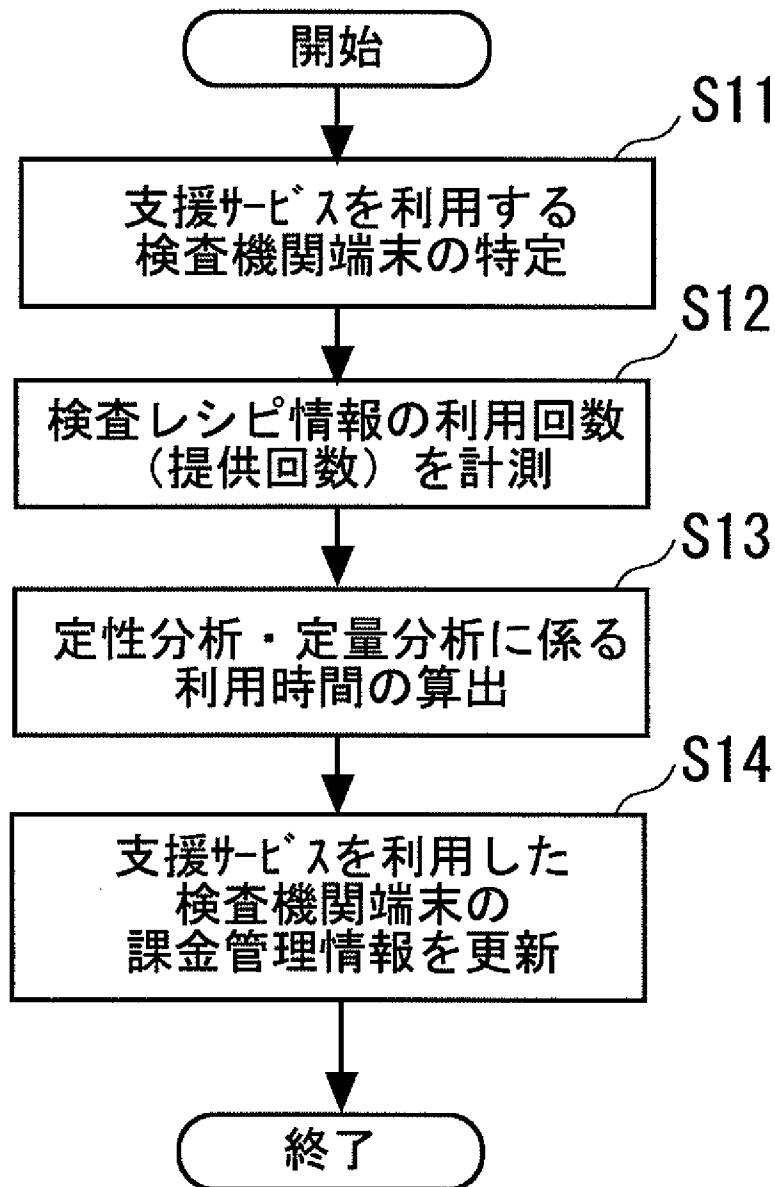 開始
S11
支援ｻｰﾋﾞｽを利用する
検査機関端末の特定
S12
検査レシピ情報の利用回数
（提供回数）を計測
S13
定性分析・定量分析に係る
利用時間の算出
S14
支援ｻｰﾋﾞｽを利用した
検査機関端末の
課金管理情報を更新
終了